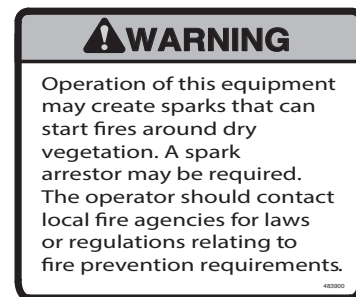 WARNING
Operation of this equipment
may create sparks that can
start fires around dry
vegetation. A spark
arrestor may be required.
The operator should contact
local fire agencies for laws
or regulations relating to
fire prevention requirements.
483900